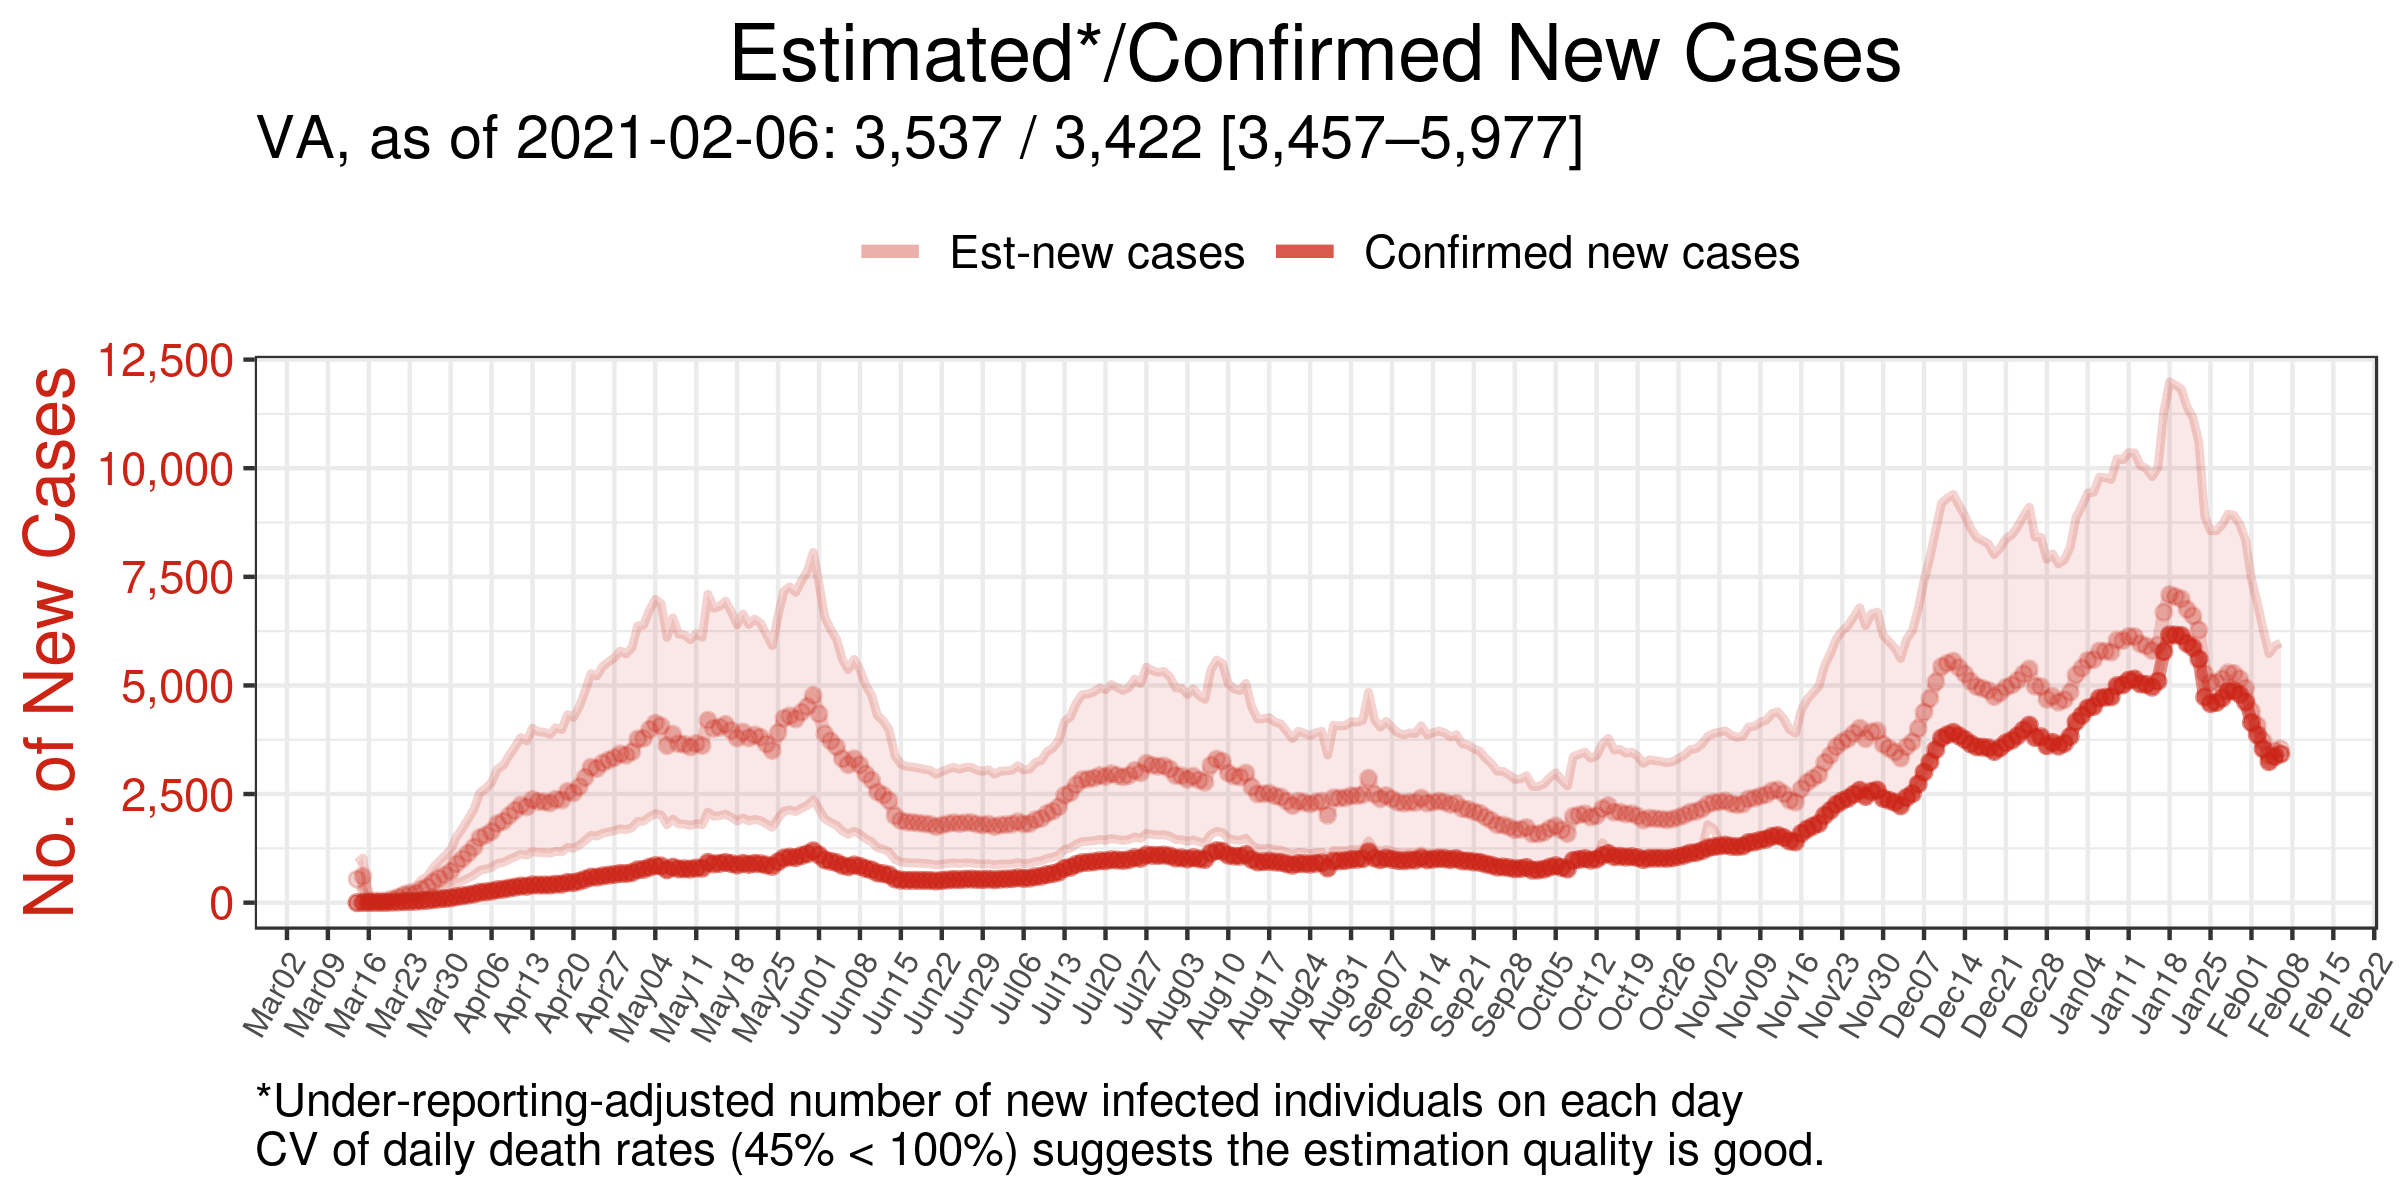 Estimated*/Confirmed New Cases
VA, as of 2021-02-06: 3,537 / 3,422 [3,457–5,977]
Est-new cases
Confirmed new cases
No. of New Cases
12,500
10,000
7,500
5,000
2,500
0
Mar02
Mar09
Mar16
Mar23
Mar30
Apr06
Apr13
Apr20
Apr27
May04
May11
May18
May25
Jun01
Jun08
Jun15
Jun22
Jun29
Jul06
Jul13
Jul20
Jul27
Aug03
Aug10
Aug17
Aug24
Aug31
Sep07
Sep14
Sep21
Sep28
Oct05
Oct12
Oct19
Oct26
Nov02
Nov09
Nov16
Nov23
Nov30
Dec07
Dec14
Dec21
Dec28
Jan04
Jan11
Jan18
Jan25
Feb01
Feb08
Feb15
Feb22
*Under-reporting-adjusted number of new infected individuals on each day
CV of daily death rates (45% < 100%) suggests the estimation quality is good.